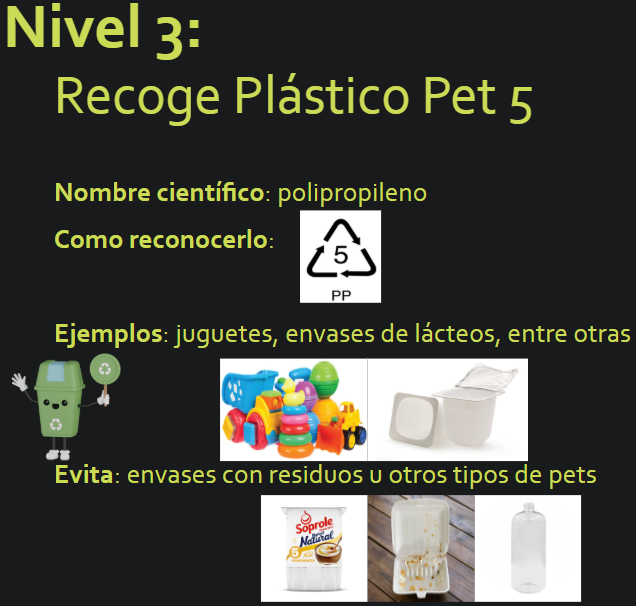 Nivel 3:
Recoge Plástico Pet 5
Nombre científico: polipropileno
Como reconocerlo:
5
PP
Ejemplos: juguetes, envases de lácteos, entre otras
Evita: envases con residuos u otros tipos de pets
Soprole
Natural
5